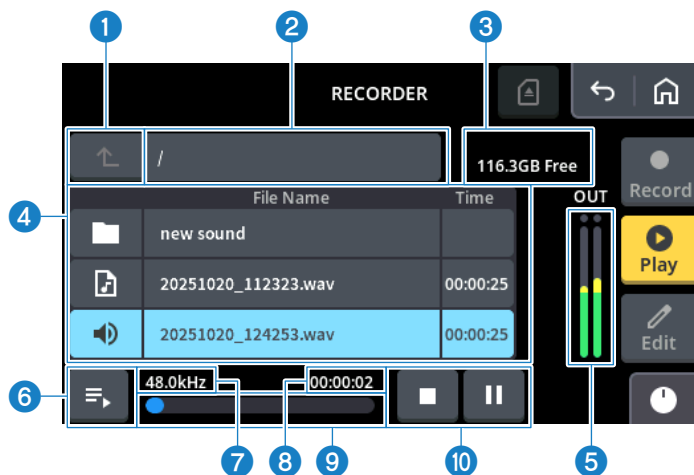 1 2 3
RECORDER
/
116.3GB Free
Record
4
File Name Time
OUT
new sound
Play
20251020_112323.wav 00:00:25
20251020_124253.wav 00:00:25
Edit
6
48.0kHz 00:00:02
7 8 9 10 5